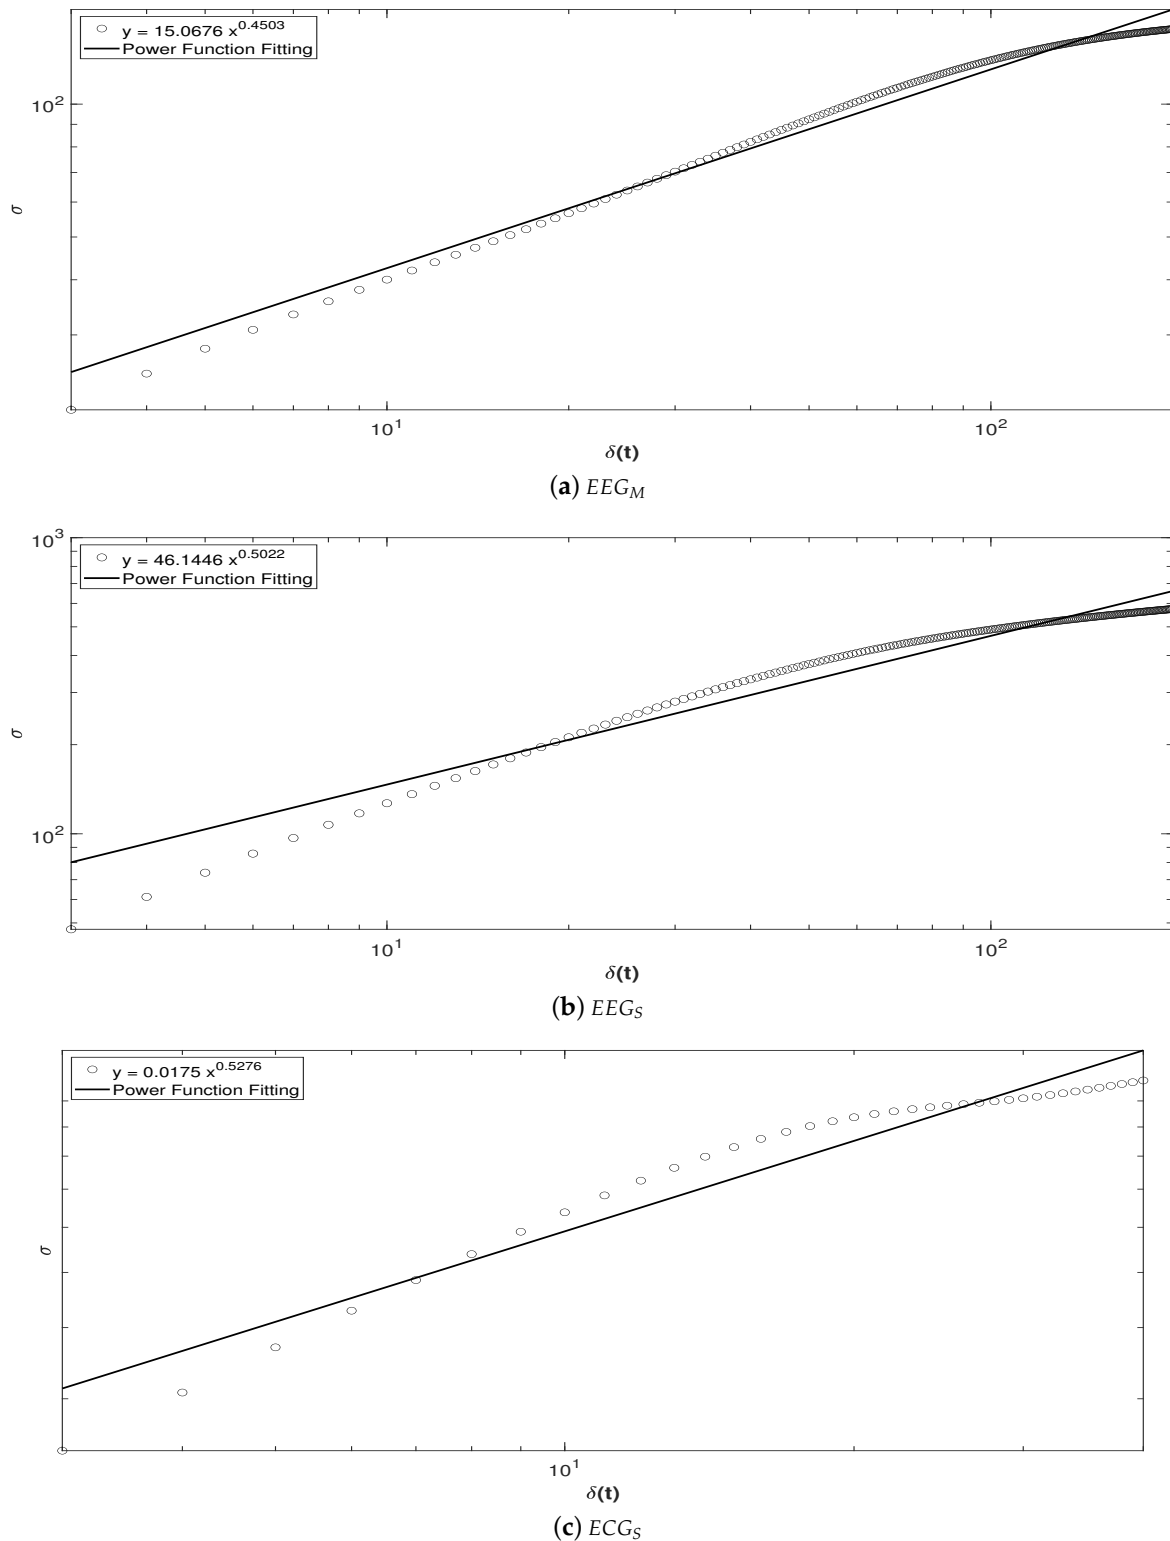 y = 15.0676 x^0.4503
Power Function Fitting
10^2
σ
10^1
10^2
δ(t)
(a) EEG_M
10^3
y = 46.1446 x^0.5022
Power Function Fitting
10^2
σ
10^1
10^2
δ(t)
(b) EEG_S
y = 0.0175 x^0.5276
Power Function Fitting
σ
10^1
δ(t)
(c) ECG_S